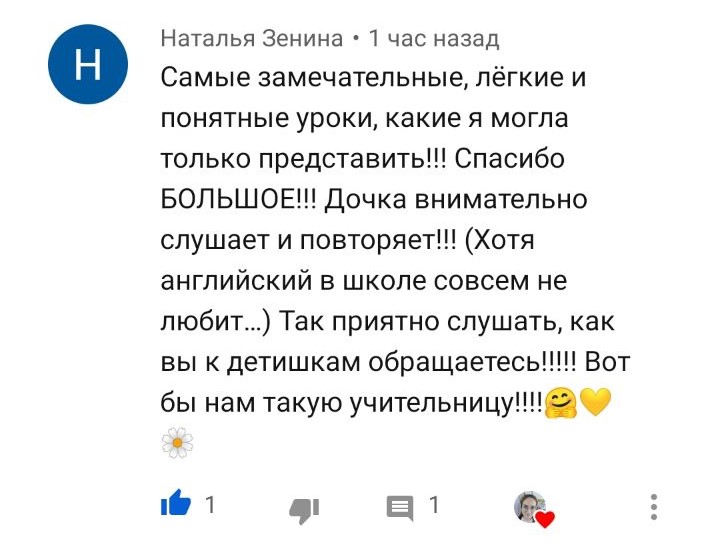 Н
Наталья Зенина • 1 час назад
Самые замечательные, лёгкие и
понятные уроки, какие я могла
только представить!!! Спасибо
БОЛЬШОЕ!!! Дочка внимательно
слушает и повторяет!!! (Хотя
английский в школе совсем не
любит...) Так приятно слушать, как
вы к детишкам обращаетесь!!!!! Вот
бы нам такую учительницу!!!!🤗💛
🌼
1 1